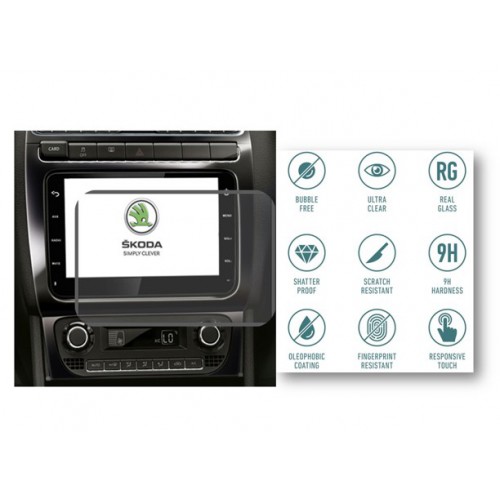 CARD
MENU
ŠKODA
SIMPLY CLEVER
LO
BUBBLE
FREE
ULTRA
CLEAR
RG
REAL
GLASS
SHATTER
PROOF
SCRATCH
RESISTANT
9H
9H
HARDNESS
OLEOPHOBIC
COATING
FINGERPRINT
RESISTANT
RESPONSIVE
TOUCH